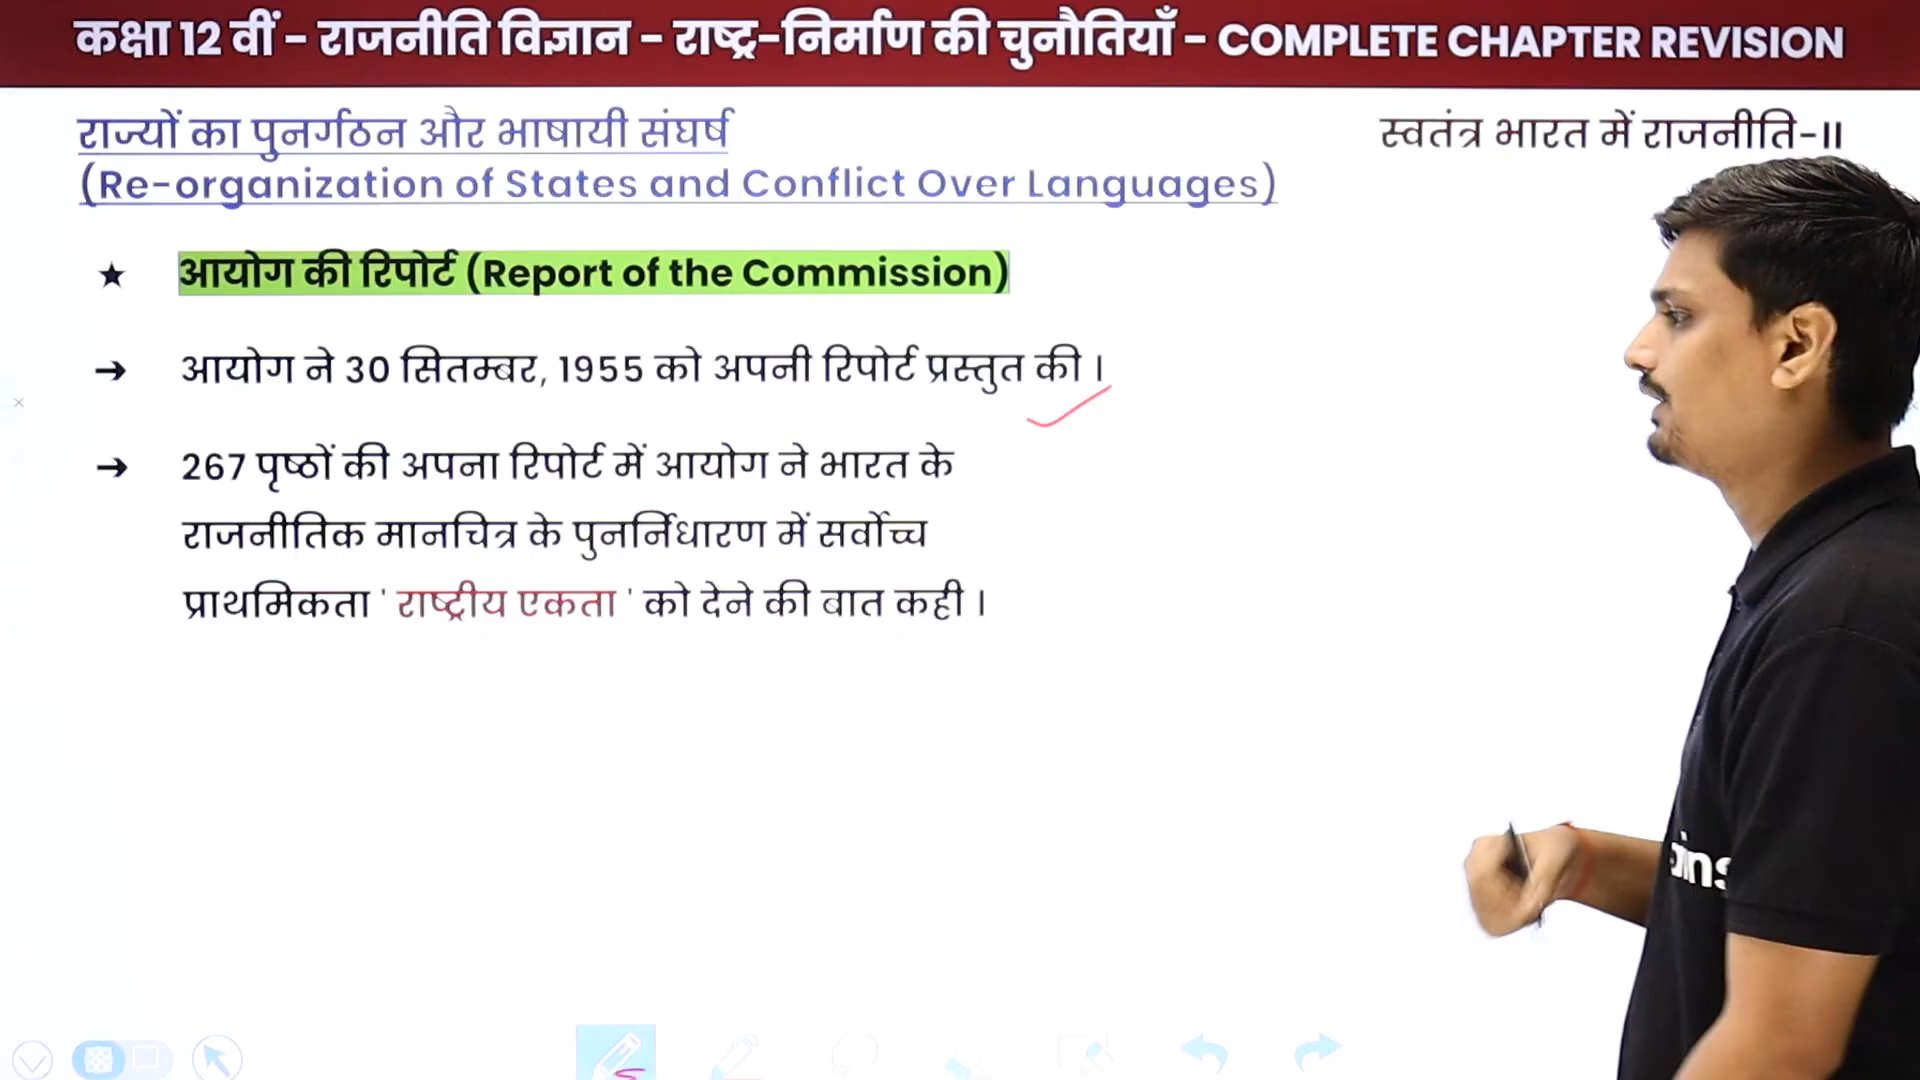 कक्षा 12 वीं - राजनीति विज्ञान - राष्ट्र-निर्माण की चुनौतियाँ - COMPLETE CHAPTER REVISION
राज्यों का पुनर्गठन और भाषायी संघर्ष
स्वतंत्र भारत में राजनीति-II
(Re-organization of States and Conflict Over Languages)
★ आयोग की रिपोर्ट (Report of the Commission)
→ आयोग ने 30 सितम्बर, 1955 को अपनी रिपोर्ट प्रस्तुत की ।
→ 267 पृष्ठों की अपना रिपोर्ट में आयोग ने भारत के
राजनीतिक मानचित्र के पुनर्निधारण में सर्वोच्च
प्राथमिकता ' राष्ट्रीय एकता ' को देने की बात कही ।